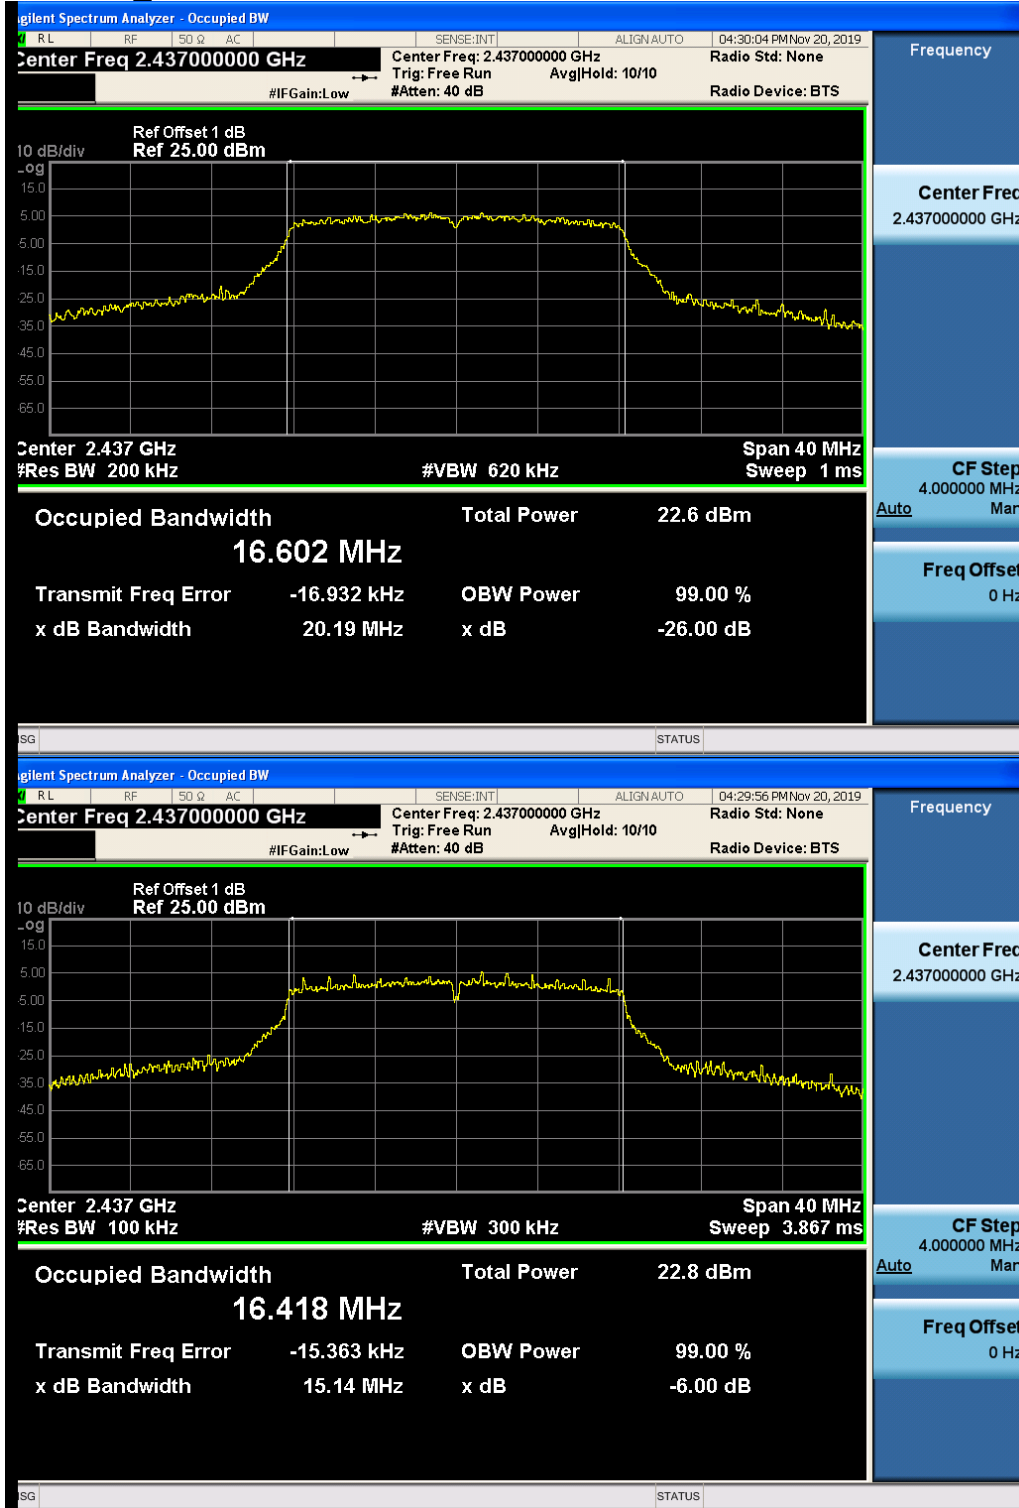 gilent Spectrum Analyzer - Occupied BW
RL RF 50 Ω AC SENSE:INT ALIGN AUTO 04:30:04 PM Nov 20, 2019
Center Freq 2.437000000 GHz
Center Freq: 2.437000000 GHz
Radio Std: None
Trig: Free Run Avg|Hold: 10/10
#IFGain:Low #Atten: 40 dB Radio Device: BTS
Frequency
Ref Offset 1 dB
10 dB/div Ref 25.00 dBm
og
15.0
5.00
-5.00
-15.0
-25.0
-35.0
-45.0
-55.0
-65.0
Center 2.437 GHz Span 40 MHz
#Res BW 200 kHz #VBW 620 kHz Sweep 1 ms
Center Freq
2.437000000 GHz
CF Step
4.000000 MHz
Auto Man
Freq Offset
0 Hz
Occupied Bandwidth Total Power 22.6 dBm
16.602 MHz
Transmit Freq Error -16.932 kHz OBW Power 99.00 %
x dB Bandwidth 20.19 MHz x dB -26.00 dB
SG STATUS
gilent Spectrum Analyzer - Occupied BW
RL RF 50 Ω AC SENSE:INT ALIGN AUTO 04:29:56 PM Nov 20, 2019
Center Freq 2.437000000 GHz
Center Freq: 2.437000000 GHz
Radio Std: None
Trig: Free Run Avg|Hold: 10/10
#IFGain:Low #Atten: 40 dB Radio Device: BTS
Frequency
Ref Offset 1 dB
10 dB/div Ref 25.00 dBm
og
15.0
5.00
-5.00
-15.0
-25.0
-35.0
-45.0
-55.0
-65.0
Center 2.437 GHz Span 40 MHz
#Res BW 100 kHz #VBW 300 kHz Sweep 3.867 ms
Center Freq
2.437000000 GHz
CF Step
4.000000 MHz
Auto Man
Freq Offset
0 Hz
Occupied Bandwidth Total Power 22.8 dBm
16.418 MHz
Transmit Freq Error -15.363 kHz OBW Power 99.00 %
x dB Bandwidth 15.14 MHz x dB -6.00 dB
SG STATUS